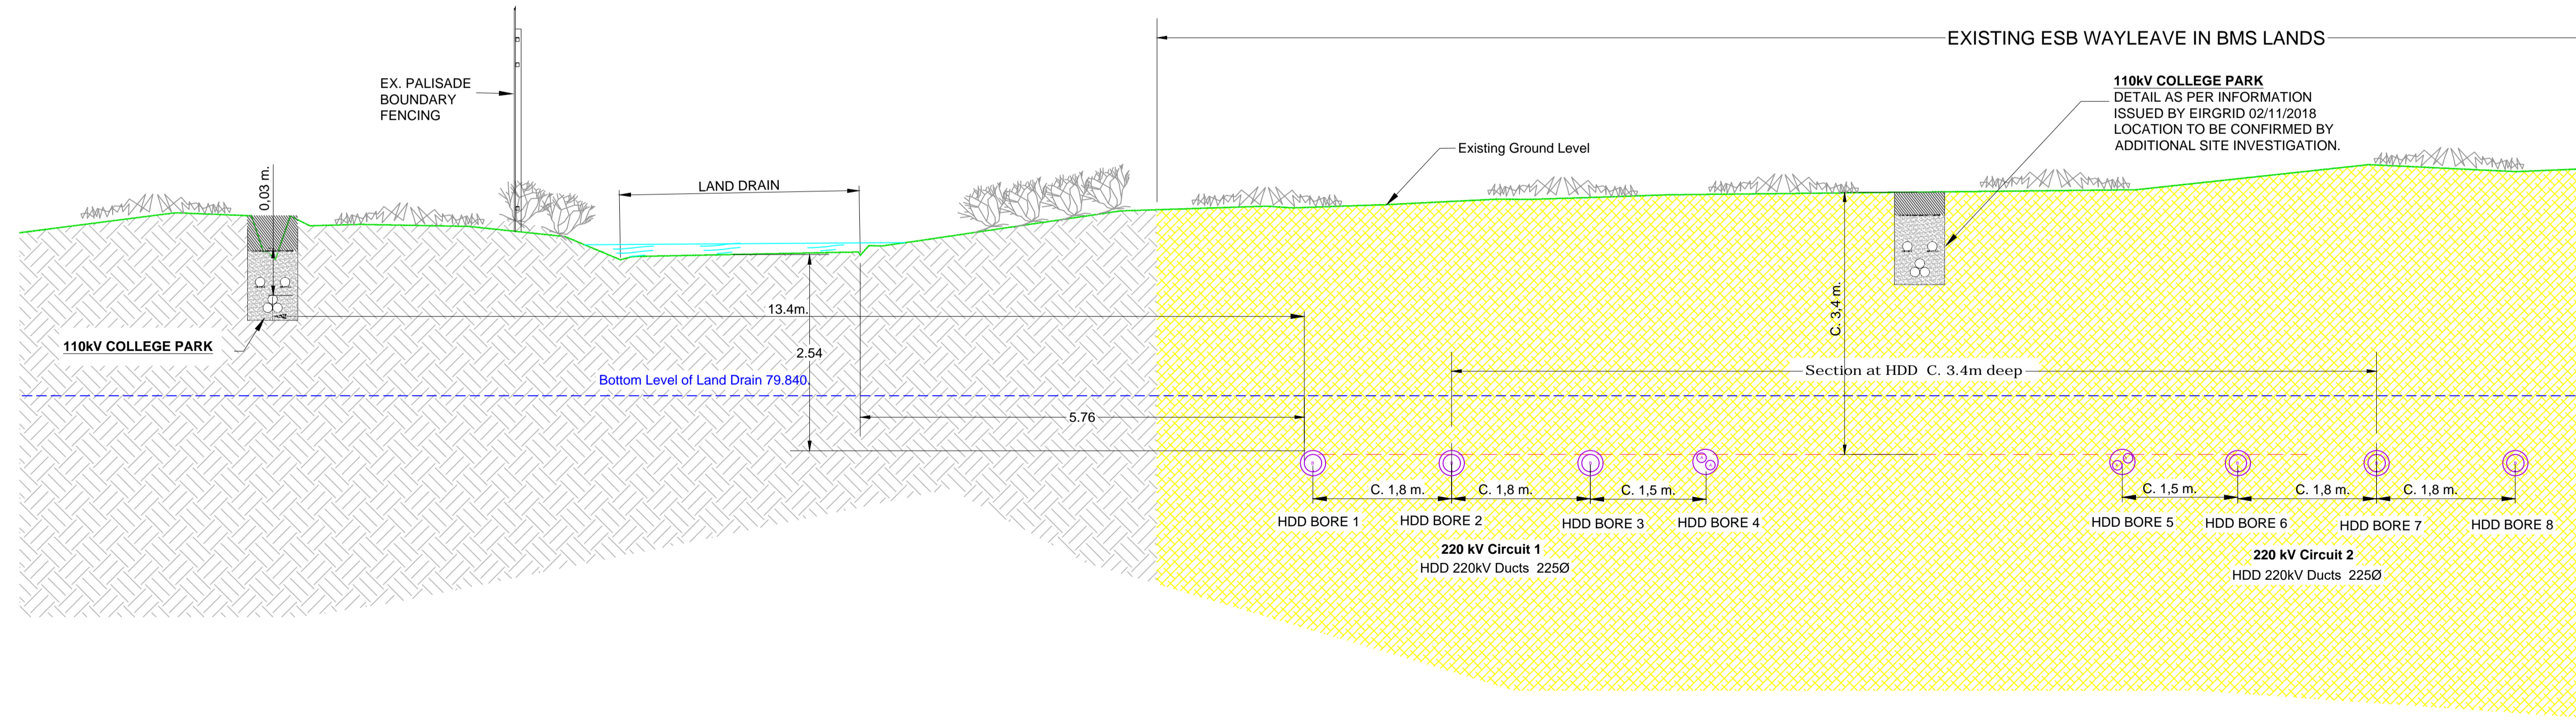 EXISTING ESB WAYLEAVE IN BMS LANDS
EX. PALISADE
BOUNDARY
FENCING
110kV COLLEGE PARK
DETAIL AS PER INFORMATION
ISSUED BY EIRGRID 02/11/2018
LOCATION TO BE CONFIRMED BY
ADDITIONAL SITE INVESTIGATION.
Existing Ground Level
0,03 m.
LAND DRAIN
13.4m.
C. 3,4 m.
110kV COLLEGE PARK
2.54
Section at HDD C. 3.4m deep
Bottom Level of Land Drain 79.840.
5.76
C. 1,8 m.
C. 1,8 m.
C. 1,5 m.
C. 1,5 m.
C. 1,8 m.
C. 1,8 m.
HDD BORE 1
HDD BORE 2
HDD BORE 3
HDD BORE 4
HDD BORE 5
HDD BORE 6
HDD BORE 7
HDD BORE 8
220 kV Circuit 1
HDD 220kV Ducts 225Ø
220 kV Circuit 2
HDD 220kV Ducts 225Ø